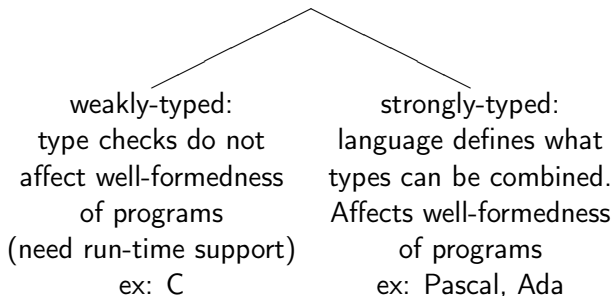 weakly-typed:
type checks do not
affect well-formedness
of programs
(need run-time support)
ex: C
strongly-typed:
language defines what
types can be combined.
Affects well-formedness
of programs
ex: Pascal, Ada